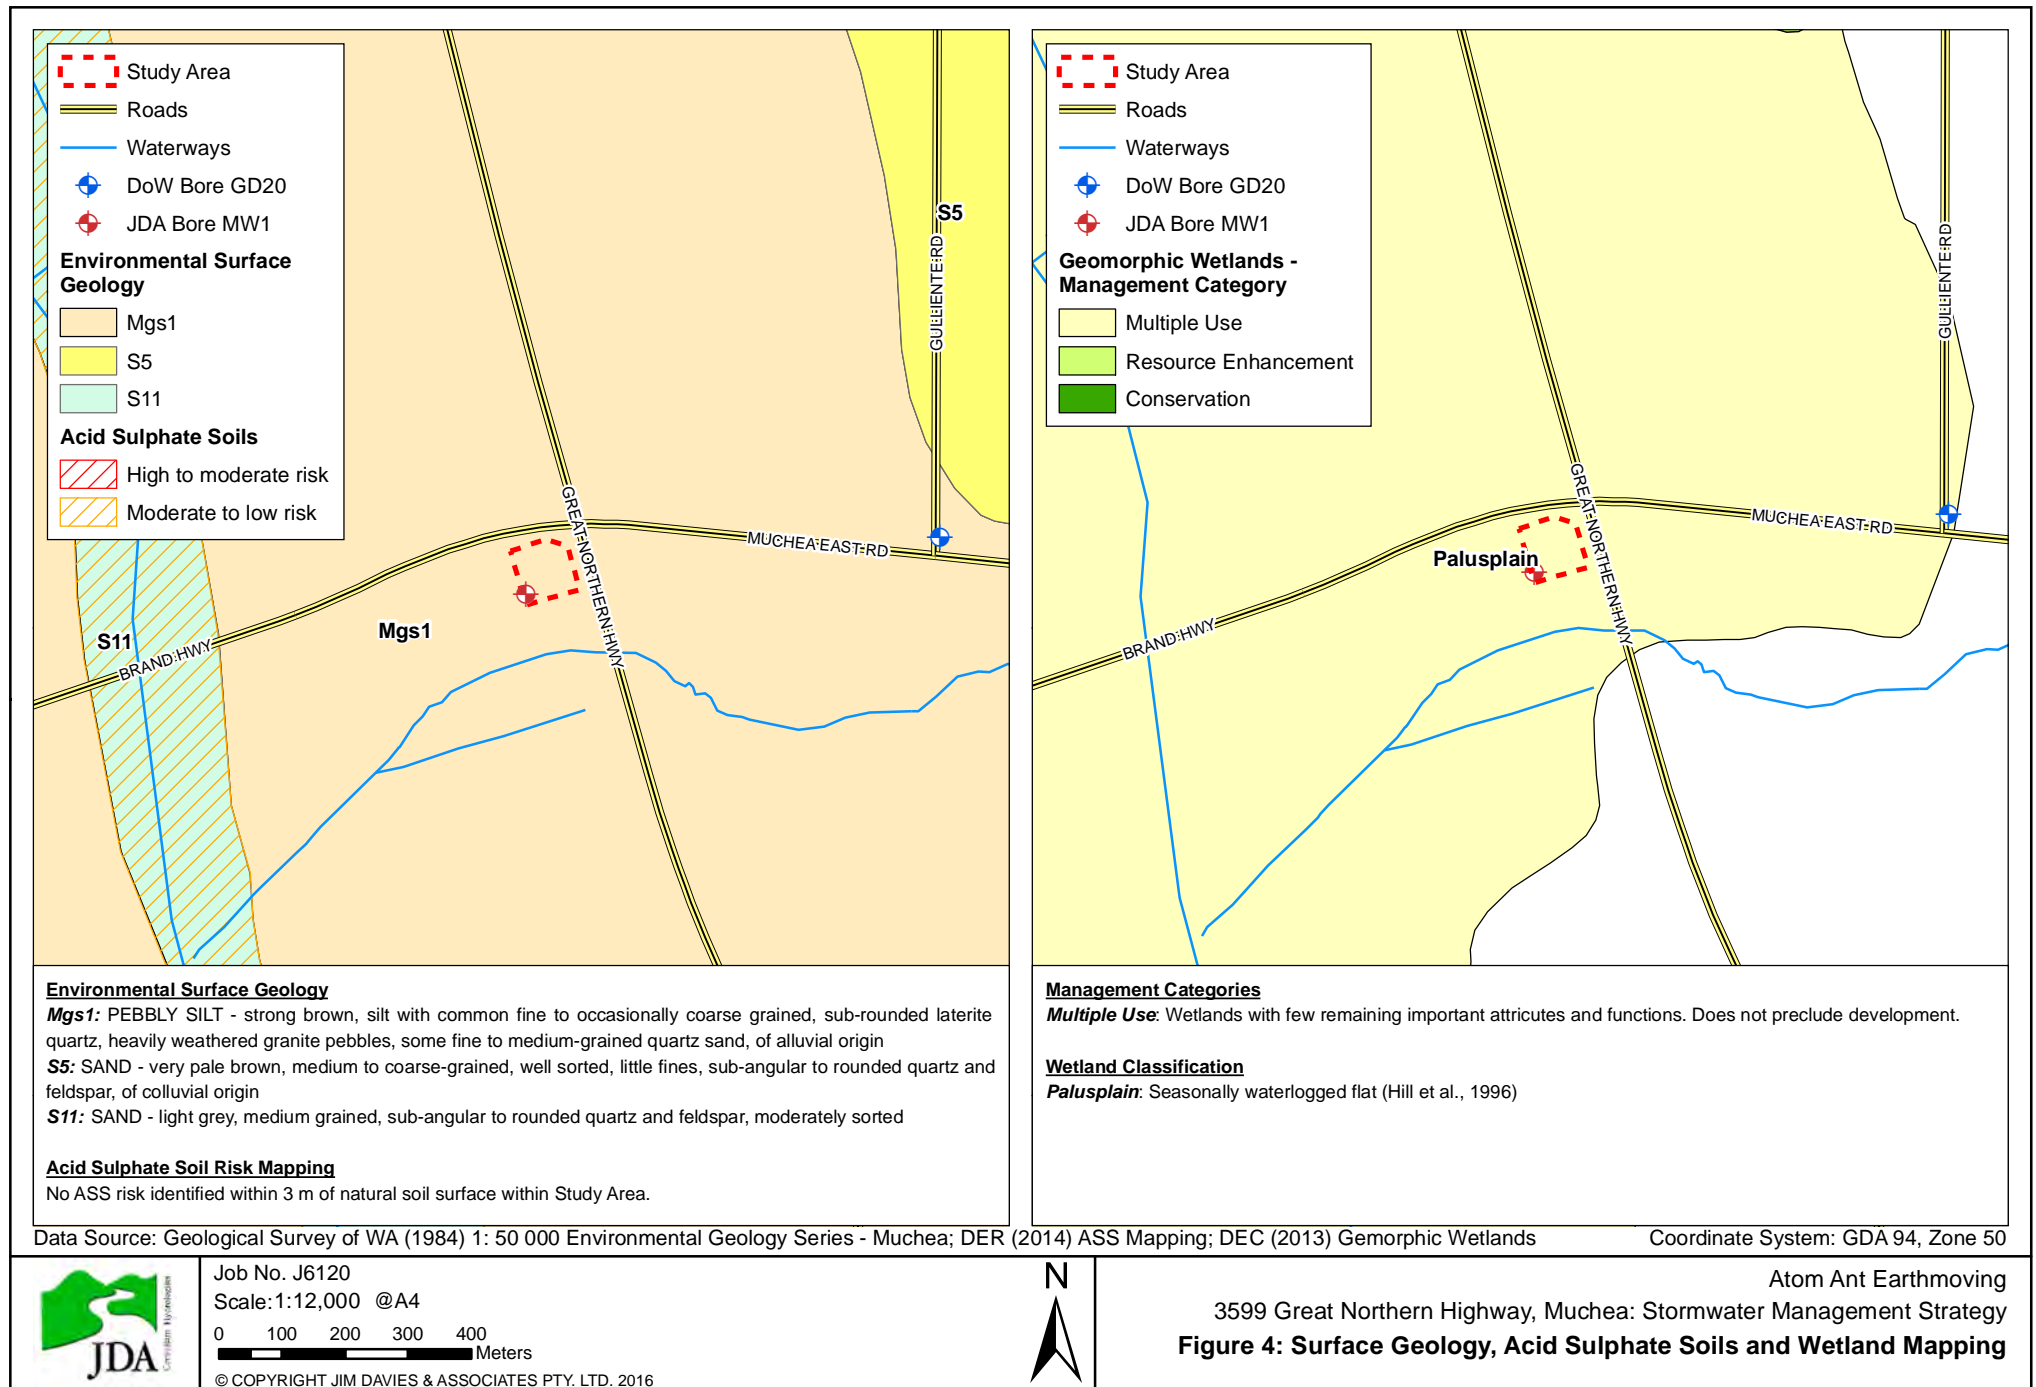 Study Area
Roads
Waterways
DoW Bore GD20
JDA Bore MW1
Environmental Surface
Geology
Mgs1
S5
S11
Acid Sulphate Soils
High to moderate risk
Moderate to low risk
S5
GULLIENTE RD
GREAT NORTHERN HWY
MUCHEA EAST RD
Mgs1
S11
BRAND HWY
Study Area
Roads
Waterways
DoW Bore GD20
JDA Bore MW1
Geomorphic Wetlands -
Management Category
Multiple Use
Resource Enhancement
Conservation
GULLIENTE RD
GREAT NORTHERN HWY
MUCHEA EAST RD
Palusplain
BRAND HWY
Environmental Surface Geology
Mgs1: PEBBLY SILT - strong brown, silt with common fine to occasionally coarse grained, sub-rounded laterite
quartz, heavily weathered granite pebbles, some fine to medium-grained quartz sand, of alluvial origin
S5: SAND - very pale brown, medium to coarse-grained, well sorted, little fines, sub-angular to rounded quartz and
feldspar, of colluvial origin
S11: SAND - light grey, medium grained, sub-angular to rounded quartz and feldspar, moderately sorted
Acid Sulphate Soil Risk Mapping
No ASS risk identified within 3 m of natural soil surface within Study Area.
Management Categories
Multiple Use: Wetlands with few remaining important attricutes and functions. Does not preclude development.
Wetland Classification
Palusplain: Seasonally waterlogged flat (Hill et al., 1996)
Data Source: Geological Survey of WA (1984) 1: 50 000 Environmental Geology Series - Muchea; DER (2014) ASS Mapping; DEC (2013) Gemorphic Wetlands
Coordinate System: GDA 94, Zone 50
JDA
Consultant Hydrologists
Job No. J6120
Scale:1:12,000 @A4
0 100 200 300 400
Meters
© COPYRIGHT JIM DAVIES & ASSOCIATES PTY. LTD. 2016
N
Atom Ant Earthmoving
3599 Great Northern Highway, Muchea: Stormwater Management Strategy
Figure 4: Surface Geology, Acid Sulphate Soils and Wetland Mapping